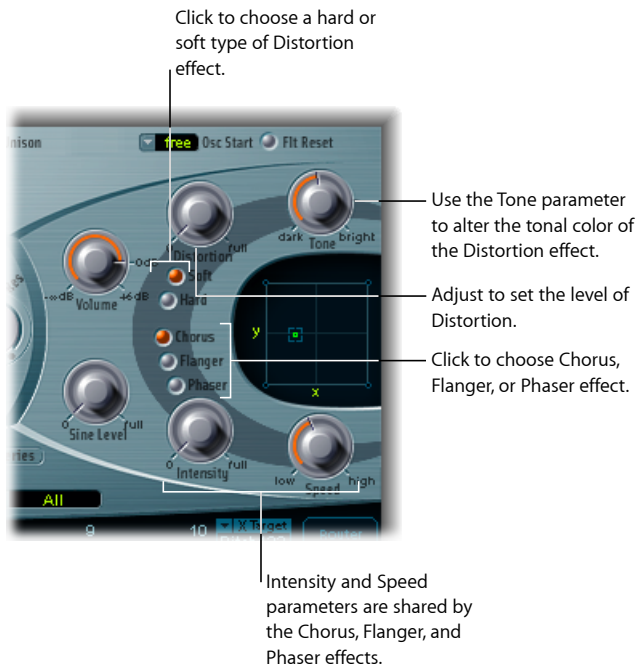 Click to choose a hard or
soft type of Distortion
effect.
nison
free Osc Start Flt Reset
Use the Tone parameter
to alter the tonal color of
the Distortion effect.
full
dark Tone bright
Distortion
0dB
Soft
-∞dB Volume +6dB
Hard
Adjust to set the level of
Distortion.
y
Chorus
Flanger
Phaser
Click to choose Chorus,
Flanger, or Phaser effect.
x
0 Sine Level full
0 Intensity full
low Speed high
ries
All
9 10 X Target
Router
Intensity and Speed
parameters are shared by
the Chorus, Flanger, and
Phaser effects.